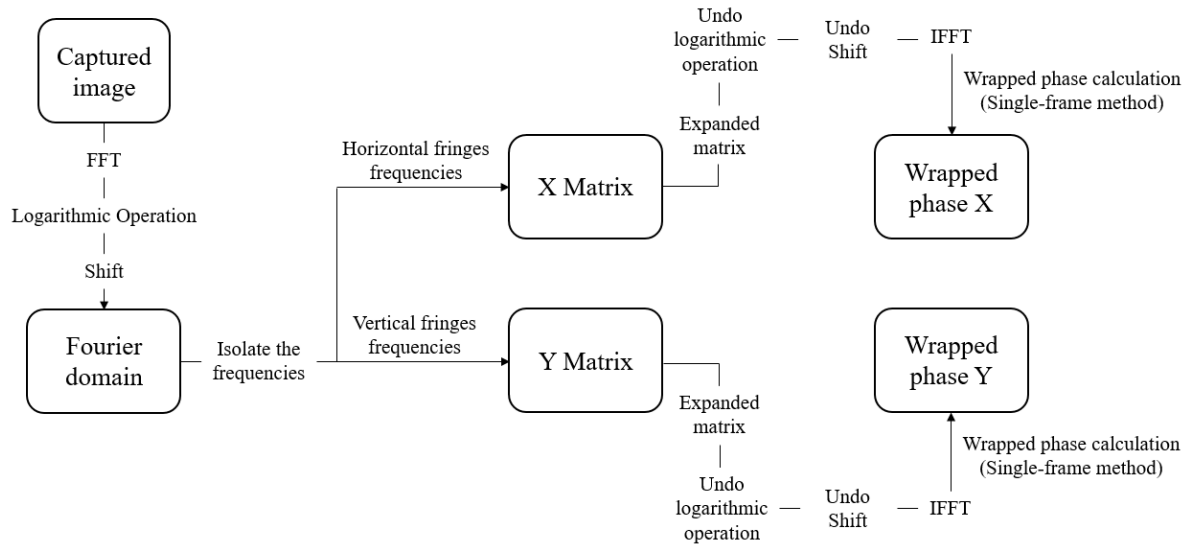 Captured
image
FFT
Logarithmic Operation
Shift
Fourier
domain
Isolate the
frequencies
Horizontal fringes
frequencies
X Matrix
Expanded
matrix
Undo
logarithmic
operation
Undo
Shift
IFFT
Wrapped phase calculation
(Single-frame method)
Wrapped
phase X
Vertical fringes
frequencies
Y Matrix
Expanded
matrix
Undo
logarithmic
operation
Undo
Shift
IFFT
Wrapped phase calculation
(Single-frame method)
Wrapped
phase Y